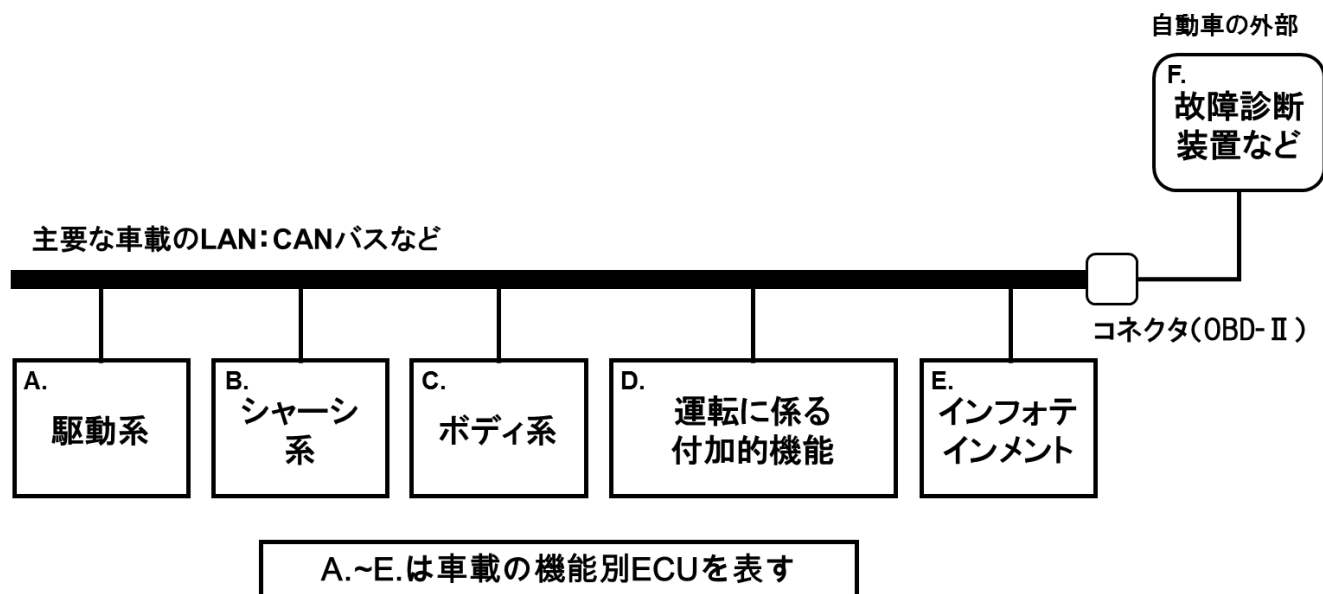 自動車の外部
F.
故障診断
装置など
主要な車載のLAN：CANバスなど
コネクタ（OBD-Ⅱ）
A.
駆動系
B.
シャーシ
系
C.
ボディ系
D.
運転に係る
付加的機能
E.
インフォテ
インメント
A.~E.は車載の機能別ECUを表す